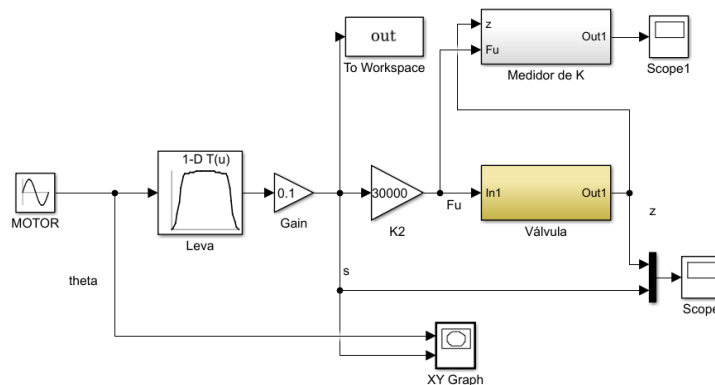 out
To Workspace
z
Fu
Out1
Medidor de K
Scope1
1-D T(u)
MOTOR
Leva
0.1
Gain
30000
K2
Fu
In1
Out1
Válvula
z
theta
s
Scope
XY Graph